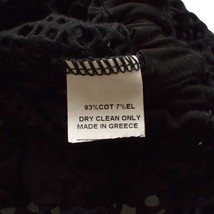 93%COT 7%EL
DRY CLEAN ONLY
MADE IN GREECE